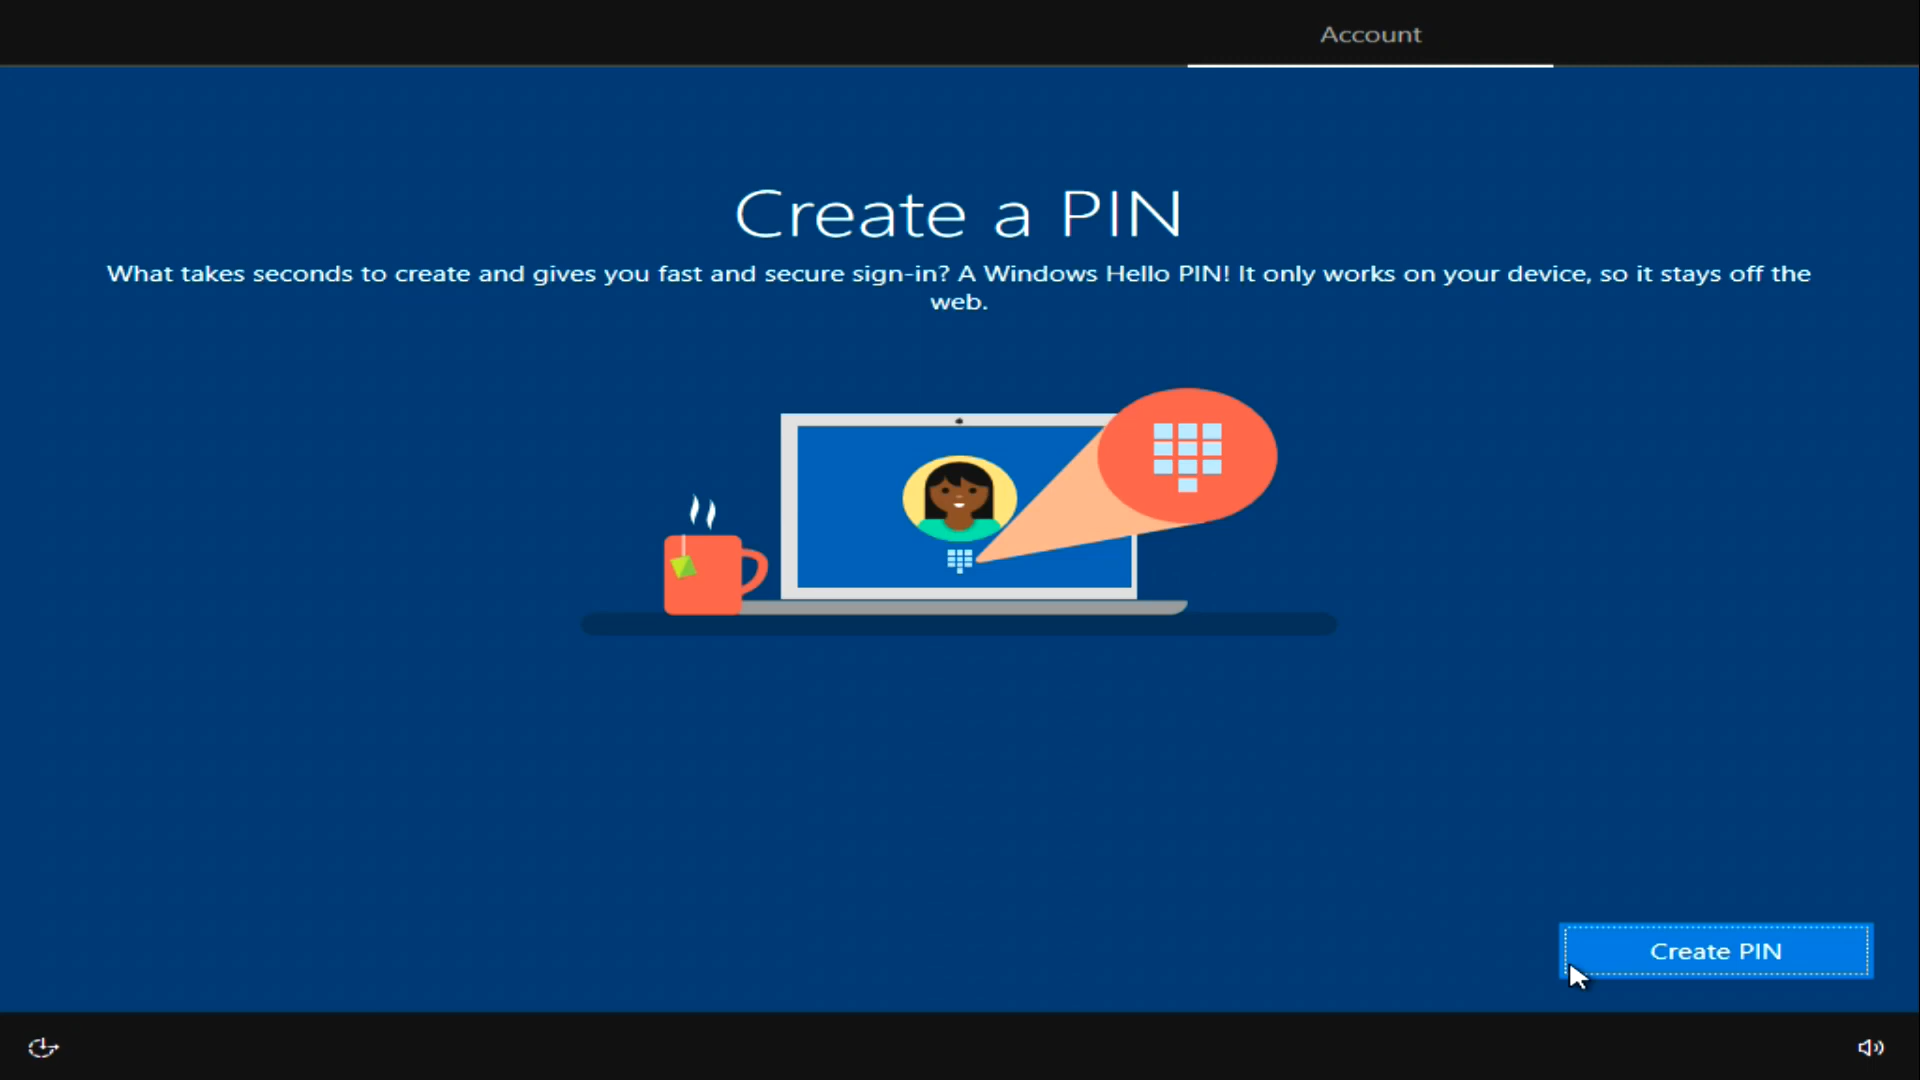 Account
Create a PIN
What takes seconds to create and gives you fast and secure sign-in? A Windows Hello PIN! It only works on your device, so it stays off the
web.
Create PIN